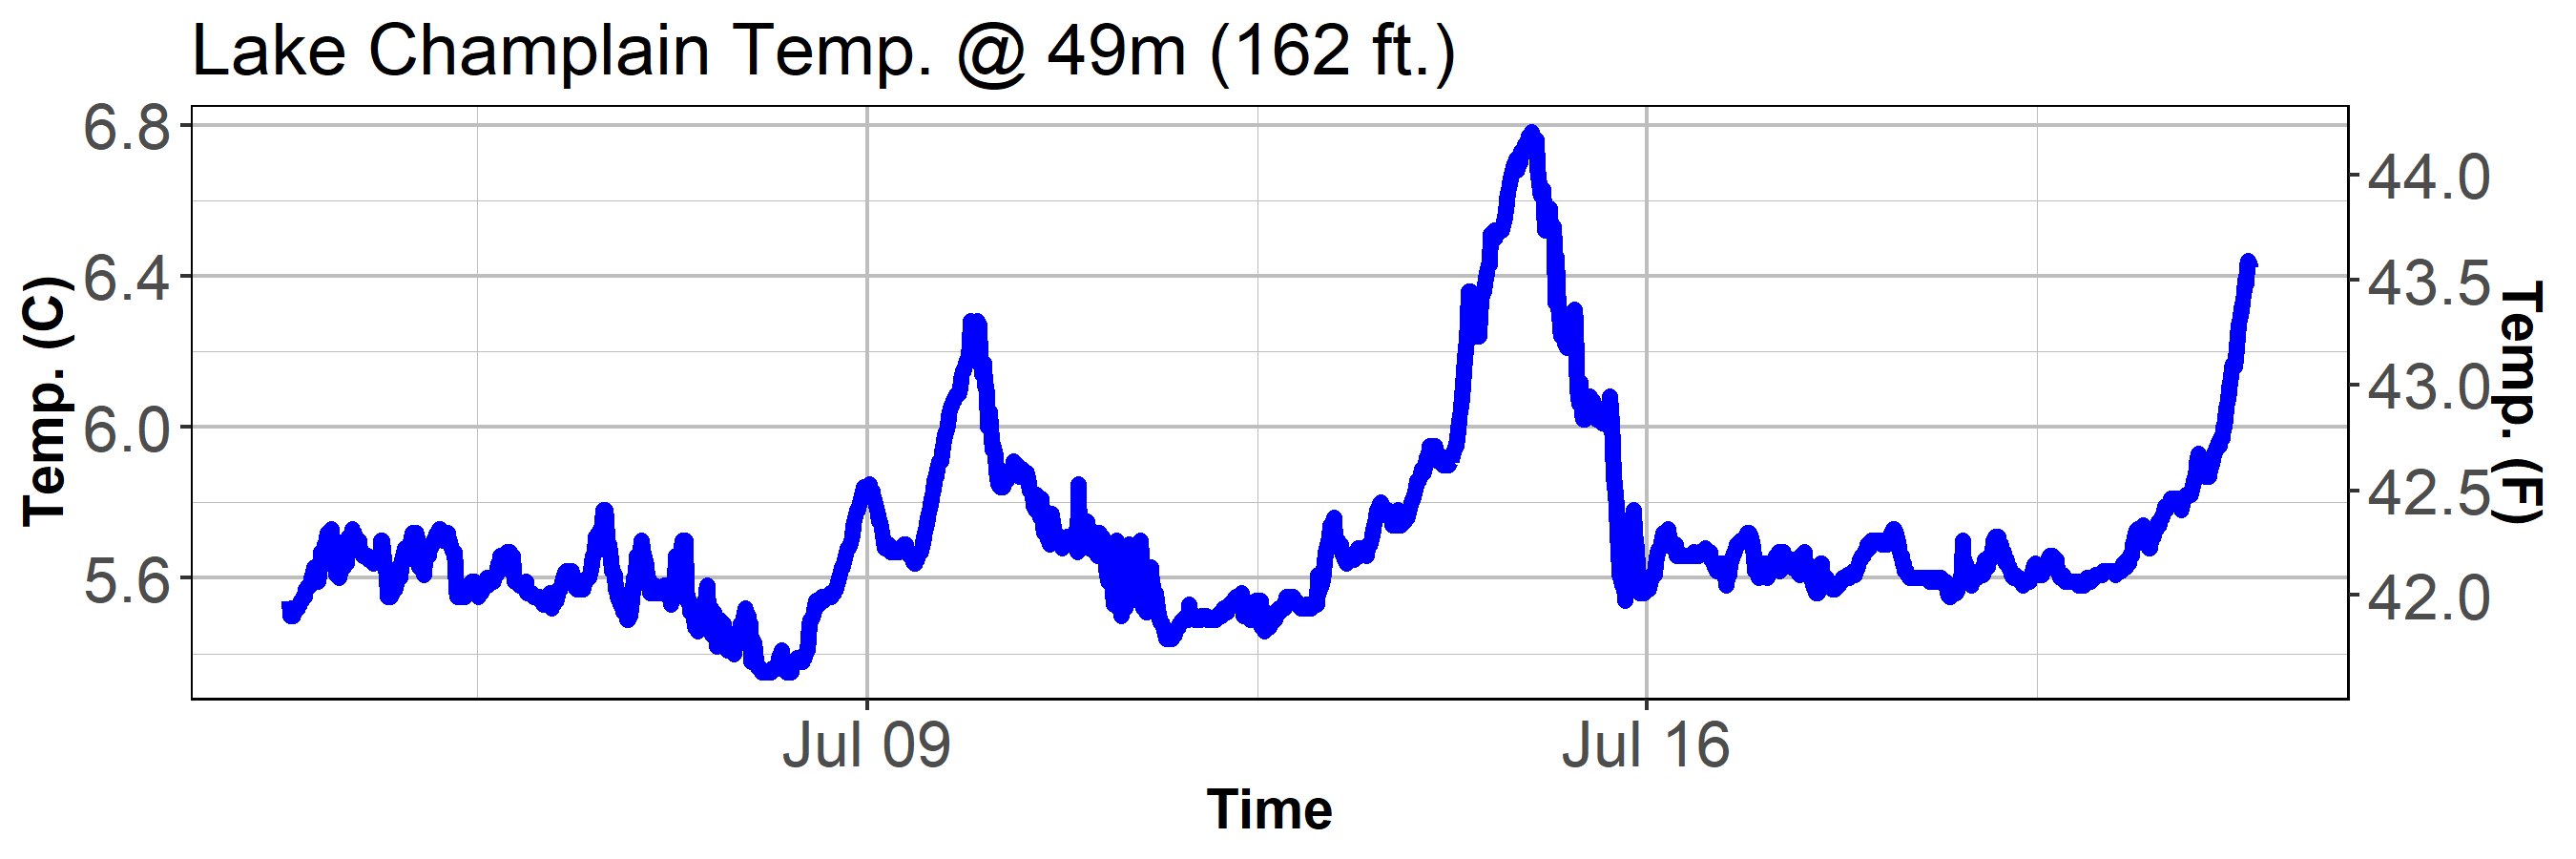 Lake Champlain Temp. @ 49m (162 ft.)
6.8
6.4
6.0
5.6
Temp. (C)
44.0
43.5
43.0
42.5
42.0
Temp. (F)
Jul 09
Jul 16
Time